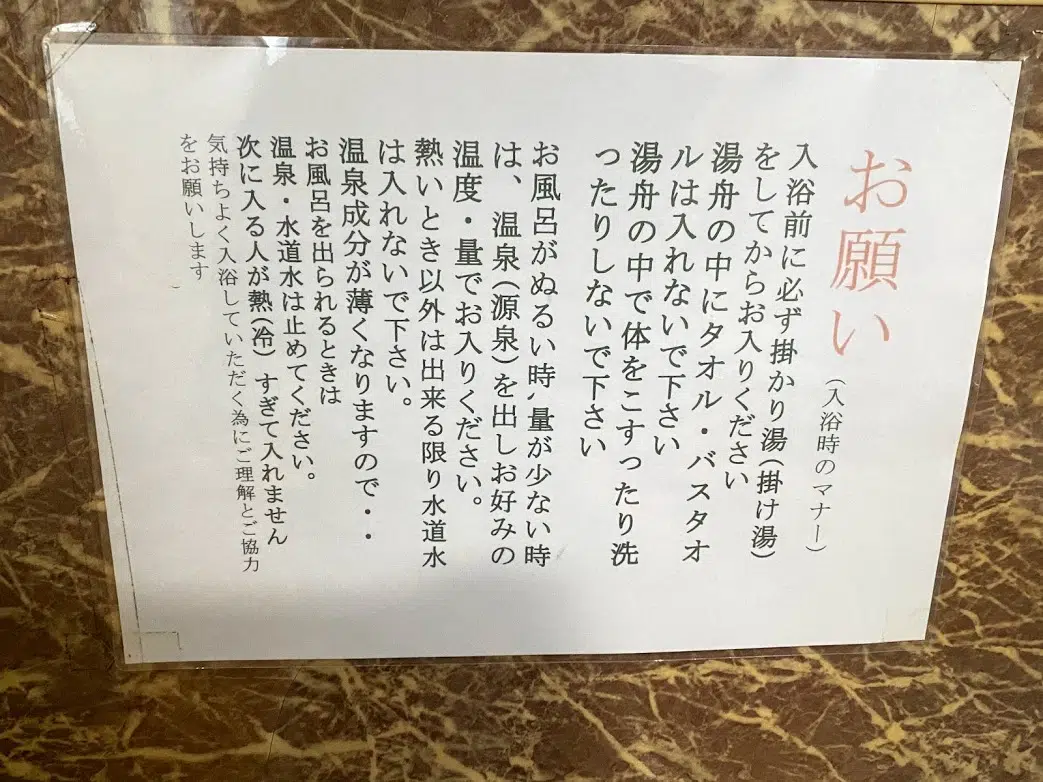 お願い
(入浴時のマナー)
入浴前に必ず掛かり湯(掛け湯)
をしてからお入りください
湯舟の中にタオル・バスタオ
ルは入れないで下さい
湯舟の中で体をこすったり洗
ったりしないで下さい
お風呂がぬるい時、量が少ない時
は、温泉(源泉)を出しお好みの
温度・量でお入りください。
熱いとき以外は出来る限り水道水
は入れないで下さい。
温泉成分が薄くなりますので・・
お風呂を出られるときは
温泉・水道水は止めてください。
次に入る人が熱(冷)すぎて入れません
気持ちよく入浴していただく為にご理解とご協力
をお願いします